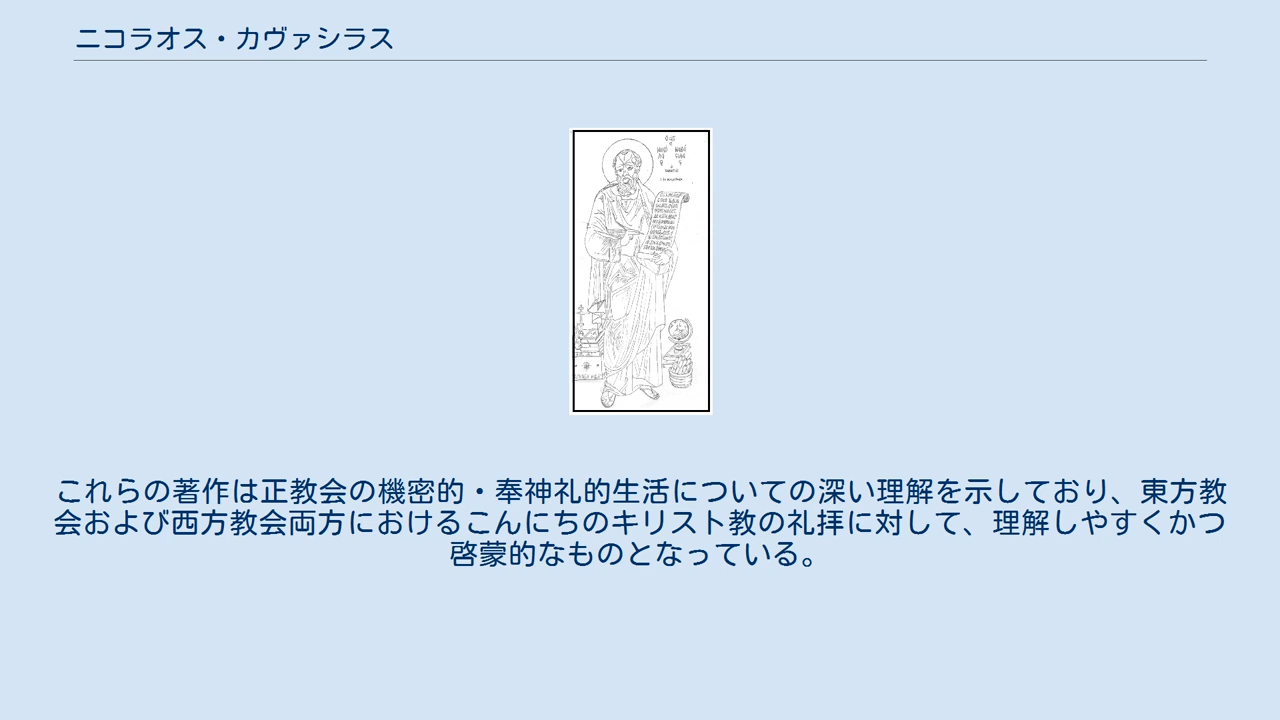 ニコラオス・カヴァシラス
これらの著作は正教会の機密的・奉神礼的生活についての深い理解を示しており、東方教
会および西方教会両方におけるこんにちのキリスト教の礼拝に対して、理解しやすくかつ
啓蒙的なものとなっている。